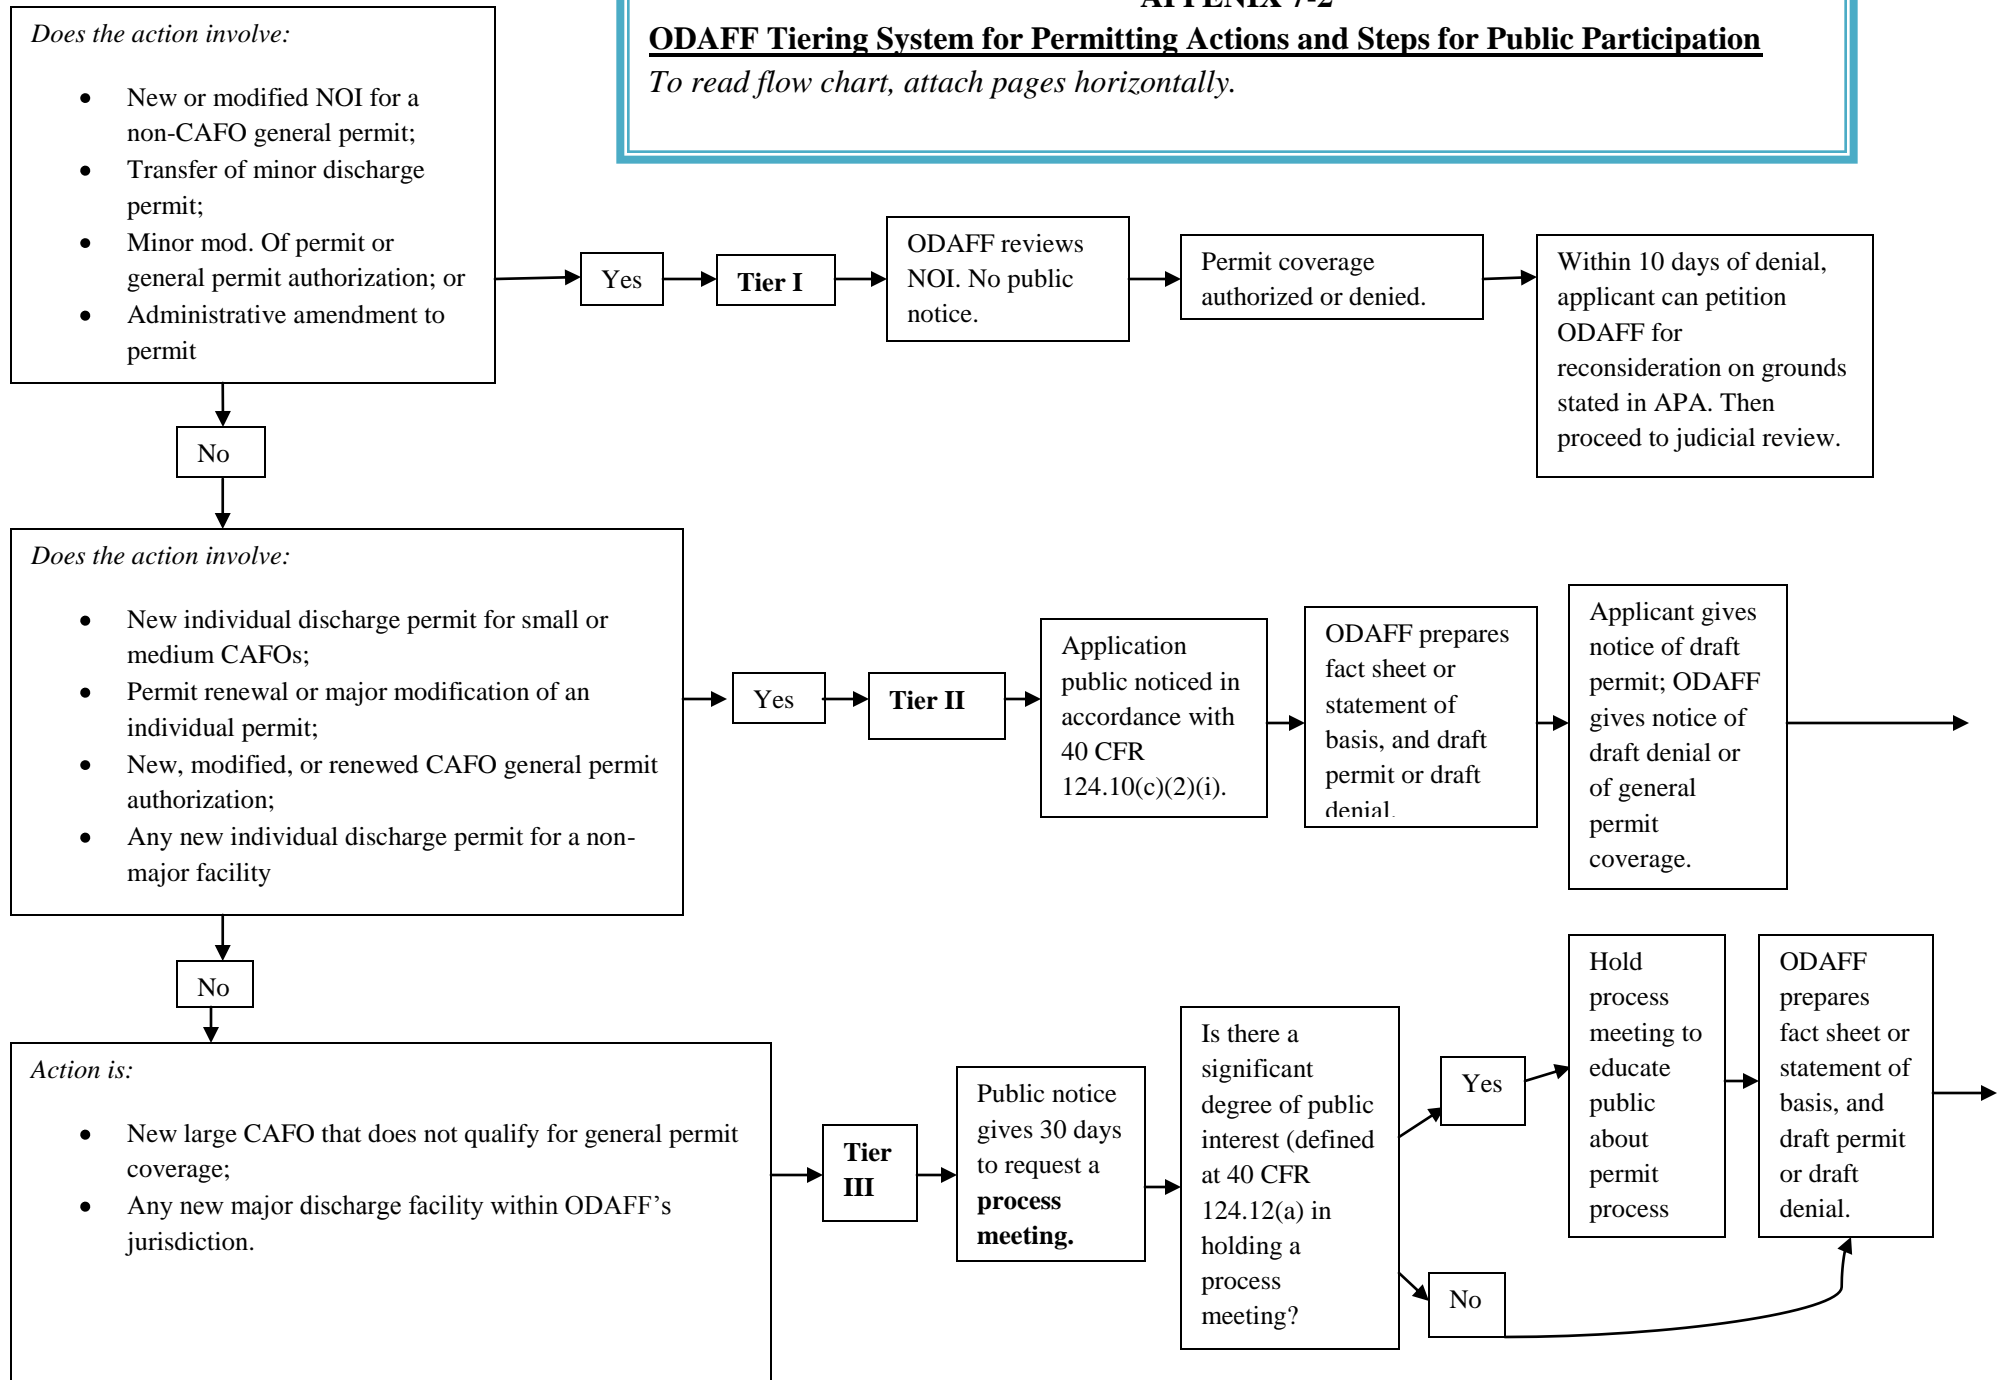 APPENIX 7-2
ODAFF Tiering System for Permitting Actions and Steps for Public Participation
To read flow chart, attach pages horizontally.
Does the action involve:
• New or modified NOI for a
non-CAFO general permit;
• Transfer of minor discharge
permit;
• Minor mod. Of permit or
general permit authorization; or
• Administrative amendment to
permit
Yes
Tier I
ODAFF reviews
NOI. No public
notice.
Permit coverage
authorized or denied.
Within 10 days of denial,
applicant can petition
ODAFF for
reconsideration on grounds
stated in APA. Then
proceed to judicial review.
No
Does the action involve:
• New individual discharge permit for small or
medium CAFOs;
• Permit renewal or major modification of an
individual permit;
• New, modified, or renewed CAFO general permit
authorization;
• Any new individual discharge permit for a non-
major facility
Yes
Tier II
Application
public noticed in
accordance with
40 CFR
124.10(c)(2)(i).
ODAFF prepares
fact sheet or
statement of
basis, and draft
permit or draft
denial.
Applicant gives
notice of draft
permit; ODAFF
gives notice of
draft denial or
of general
permit
coverage.
No
Action is:
• New large CAFO that does not qualify for general permit
coverage;
• Any new major discharge facility within ODAFF’s
jurisdiction.
Tier
III
Public notice
gives 30 days
to request a
process
meeting.
Is there a
significant
degree of public
interest (defined
at 40 CFR
124.12(a) in
holding a
process
meeting?
Yes
Hold
process
meeting to
educate
public
about
permit
process
ODAFF
prepares
fact sheet or
statement of
basis, and
draft permit
or draft
denial.
No